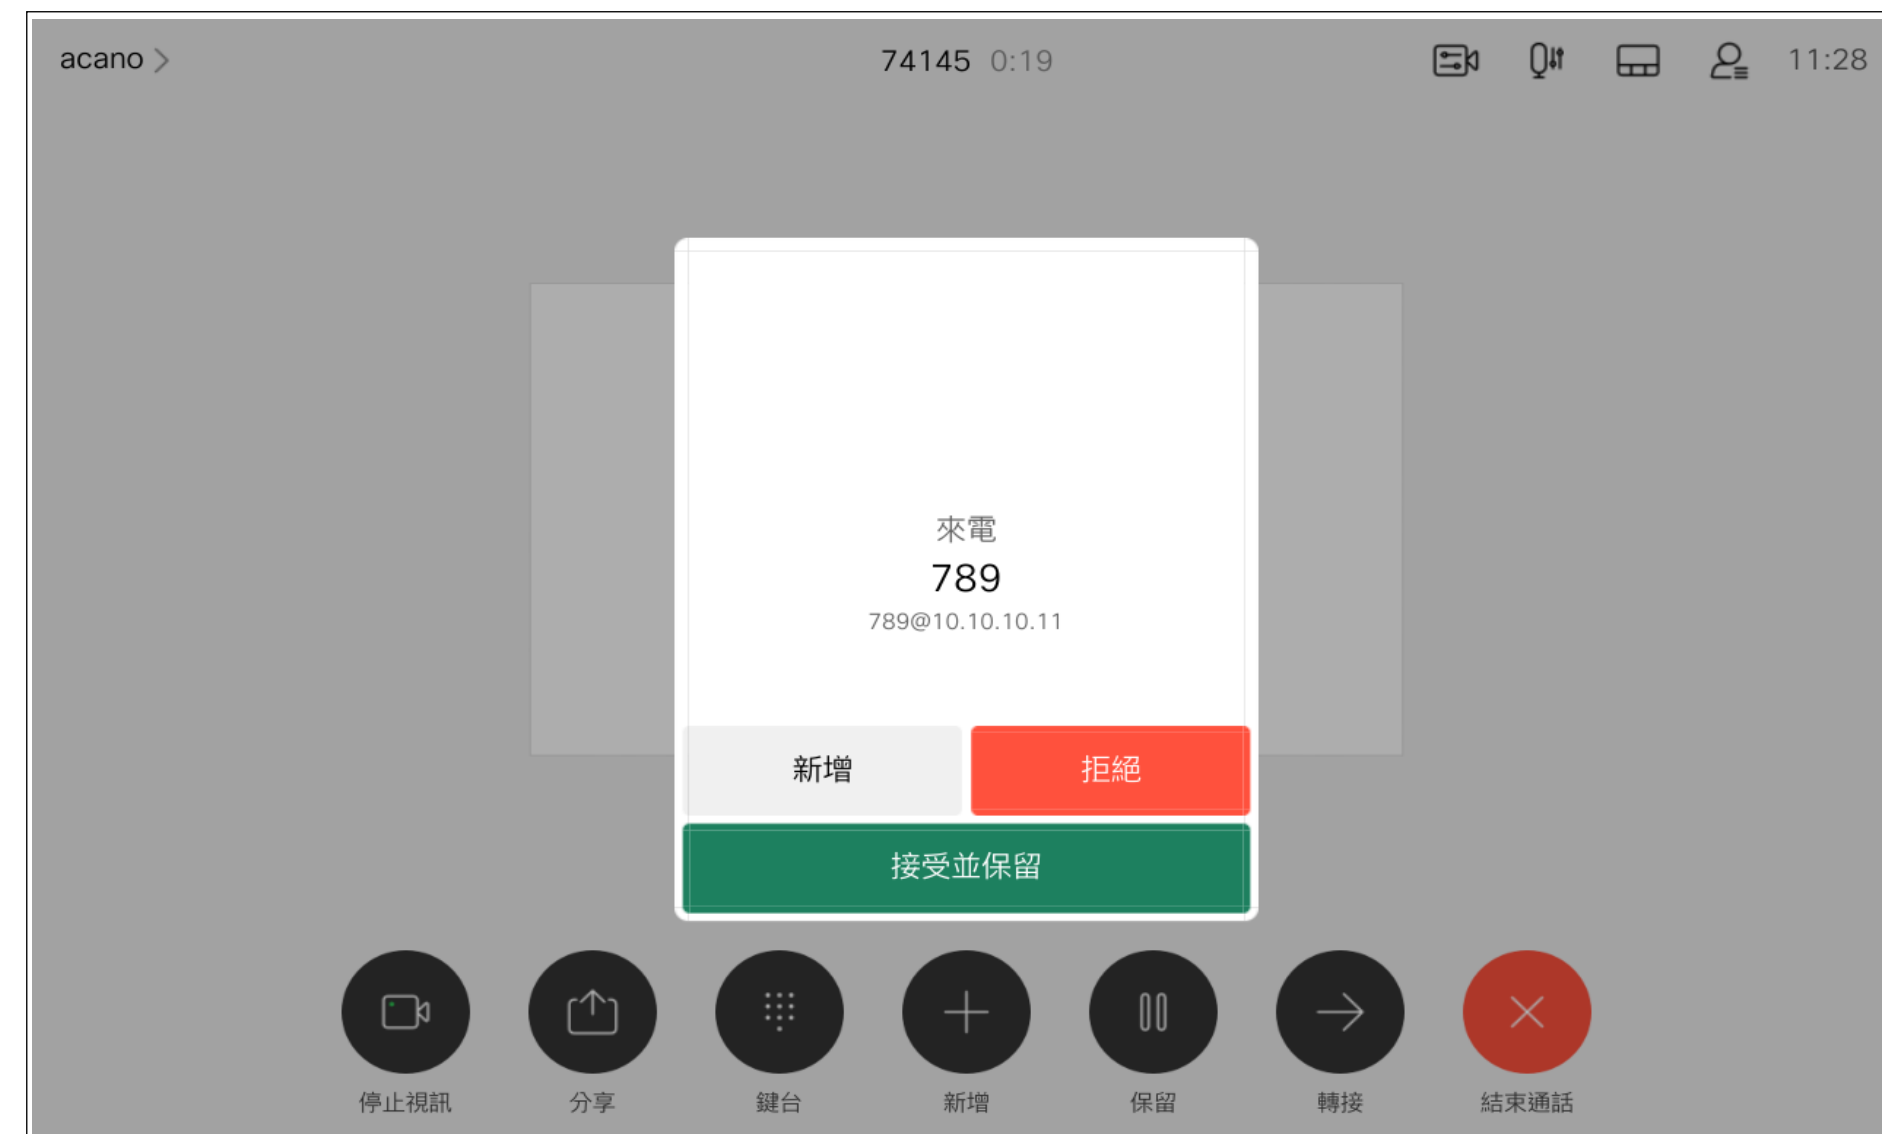 acano
74145 0:19
11:28
來電
789
789@10.10.10.11
新增
拒絕
接受並保留
停止視訊
分享
鍵台
新增
保留
轉接
結束通話